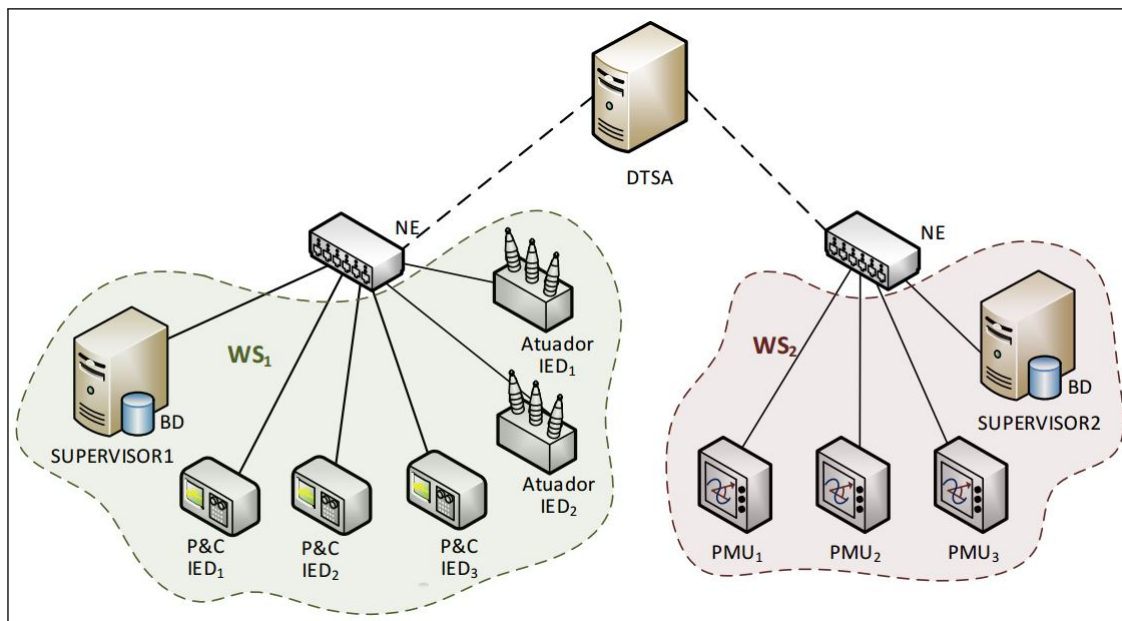 DTSA
NE
NE
WS₁
Atuador
IED₁
BD
SUPERVISOR1
Atuador
IED₂
P&C
IED₁
P&C
IED₂
P&C
IED₃
WS₂
BD
SUPERVISOR2
PMU₁
PMU₂
PMU₃